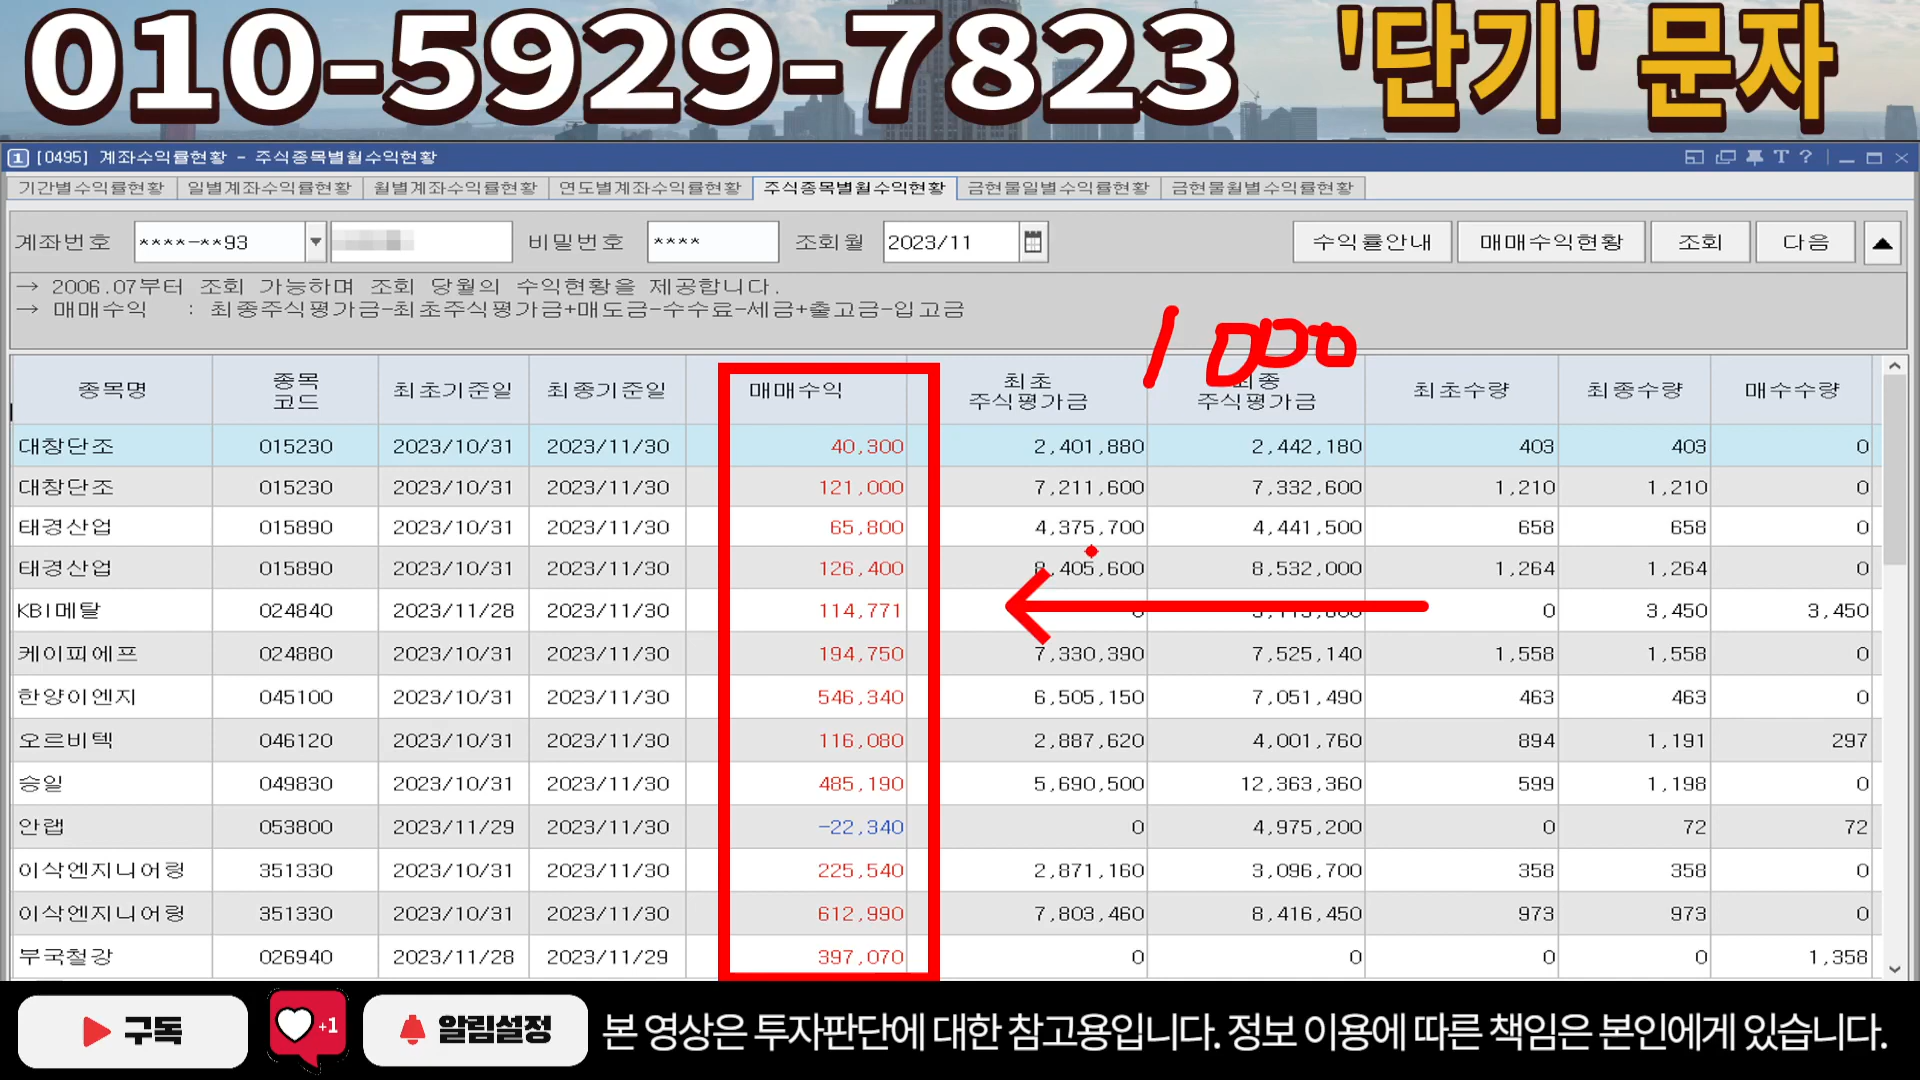 010-5929-7823 '단기' 문자
1 [0495] 계좌수익률현황 - 주식종목별월수익현황 T ?
기간별수익률현황 일별계좌수익률현황 월별계좌수익률현황 연도별계좌수익률현황 주식종목별월수익현황 금현물일별수익률현황 금현물월별수익률현황
계좌번호 ****-**93 비밀번호 **** 조회월 2023/11 수익률안내 매매수익현황 조회 다음
→ 2006.07부터 조회 가능하며 조회 당월의 수익현황을 제공합니다.
→ 매매수익 : 최종주식평가금-최초주식평가금+매도금-수수료-세금+출고금-입고금
1000
종목명 종목코드 최초기준일 최종기준일 매매수익 최초주식평가금 최종주식평가금 최초수량 최종수량 매수수량
대창단조 015230 2023/10/31 2023/11/30 40,300 2,401,880 2,442,180 403 403 0
대창단조 015230 2023/10/31 2023/11/30 121,000 7,211,600 7,332,600 1,210 1,210 0
태경산업 015890 2023/10/31 2023/11/30 65,800 4,375,700 4,441,500 658 658 0
태경산업 015890 2023/10/31 2023/11/30 126,400 8,405,600 8,532,000 1,264 1,264 0
KBI메탈 024840 2023/11/28 2023/11/30 114,771 0 0 3,450 3,450
케이피에프 024880 2023/10/31 2023/11/30 194,750 7,330,390 7,525,140 1,558 1,558 0
한양이엔지 045100 2023/10/31 2023/11/30 546,340 6,505,150 7,051,490 463 463 0
오르비텍 046120 2023/10/31 2023/11/30 116,080 2,887,620 4,001,760 894 1,191 297
승일 049830 2023/10/31 2023/11/30 485,190 5,690,500 12,363,360 599 1,198 0
안랩 053800 2023/11/29 2023/11/30 -22,340 0 4,975,200 0 72 72
이삭엔지니어링 351330 2023/10/31 2023/11/30 225,540 2,871,160 3,096,700 358 358 0
이삭엔지니어링 351330 2023/10/31 2023/11/30 612,990 7,803,460 8,416,450 973 973 0
부국철강 026940 2023/11/28 2023/11/29 397,070 0 0 0 0 1,358
구독 +1 알림설정 본 영상은 투자판단에 대한 참고용입니다. 정보 이용에 따른 책임은 본인에게 있습니다.